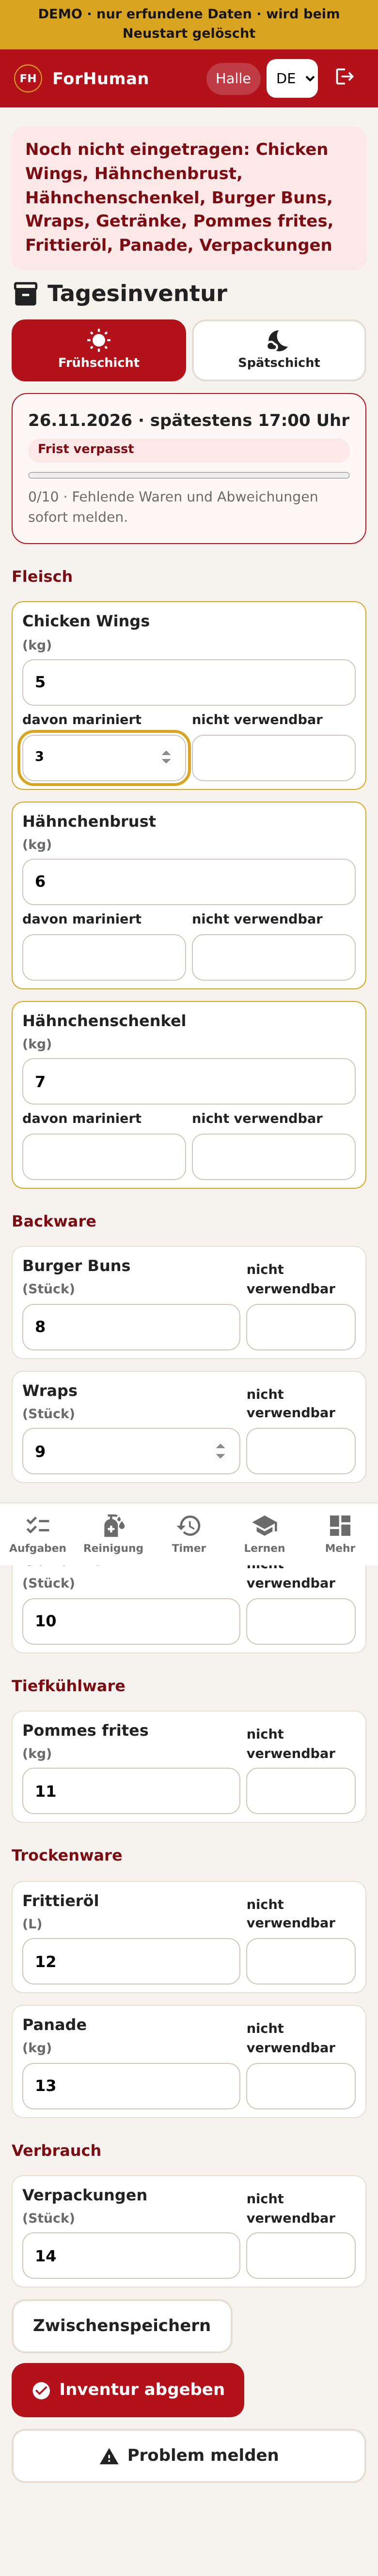 DEMO · nur erfundene Daten · wird beim
Neustart gelöscht
FH ForHuman Halle DE
Noch nicht eingetragen: Chicken
Wings, Hähnchenbrust,
Hähnchenschenkel, Burger Buns,
Wraps, Getränke, Pommes frites,
Frittieröl, Panade, Verpackungen
Tagesinventur
Frühschicht Spätschicht
26.11.2026 · spätestens 17:00 Uhr
Frist verpasst
0/10 · Fehlende Waren und Abweichungen
sofort melden.
Fleisch
Chicken Wings
(kg)
5
davon mariniert nicht verwendbar
3
Hähnchenbrust
(kg)
6
davon mariniert nicht verwendbar
Hähnchenschenkel
(kg)
7
davon mariniert nicht verwendbar
Backware
Burger Buns nicht
(Stück) verwendbar
8
Wraps nicht
(Stück) verwendbar
9
Aufgaben Reinigung Timer Lernen Mehr
(Stück) verwendbar
10
Tiefkühlware
Pommes frites nicht
(kg) verwendbar
11
Trockenware
Frittieröl nicht
(L) verwendbar
12
Panade nicht
(kg) verwendbar
13
Verbrauch
Verpackungen nicht
(Stück) verwendbar
14
Zwischenspeichern
Inventur abgeben
Problem melden